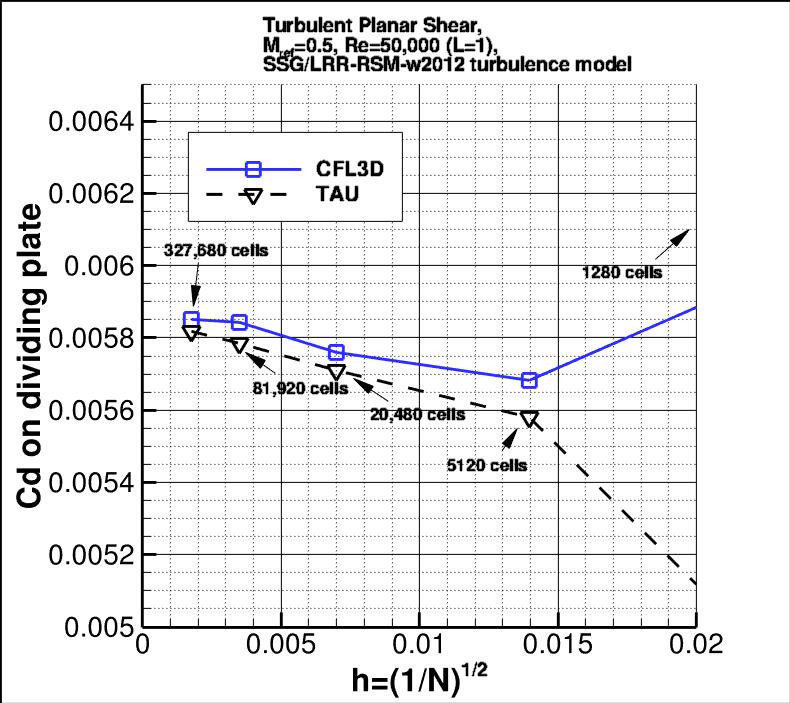 Turbulent Planar Shear,
M_ref=0.5, Re=50,000 (L=1),
SSG/LRR-RSM-w2012 turbulence model
CFL3D
TAU
327,680 cells
1280 cells
81,920 cells
20,480 cells
5120 cells
Cd on dividing plate
0.0064
0.0062
0.006
0.0058
0.0056
0.0054
0.0052
0.005
0 0.005 0.01 0.015 0.02
h=(1/N)^1/2